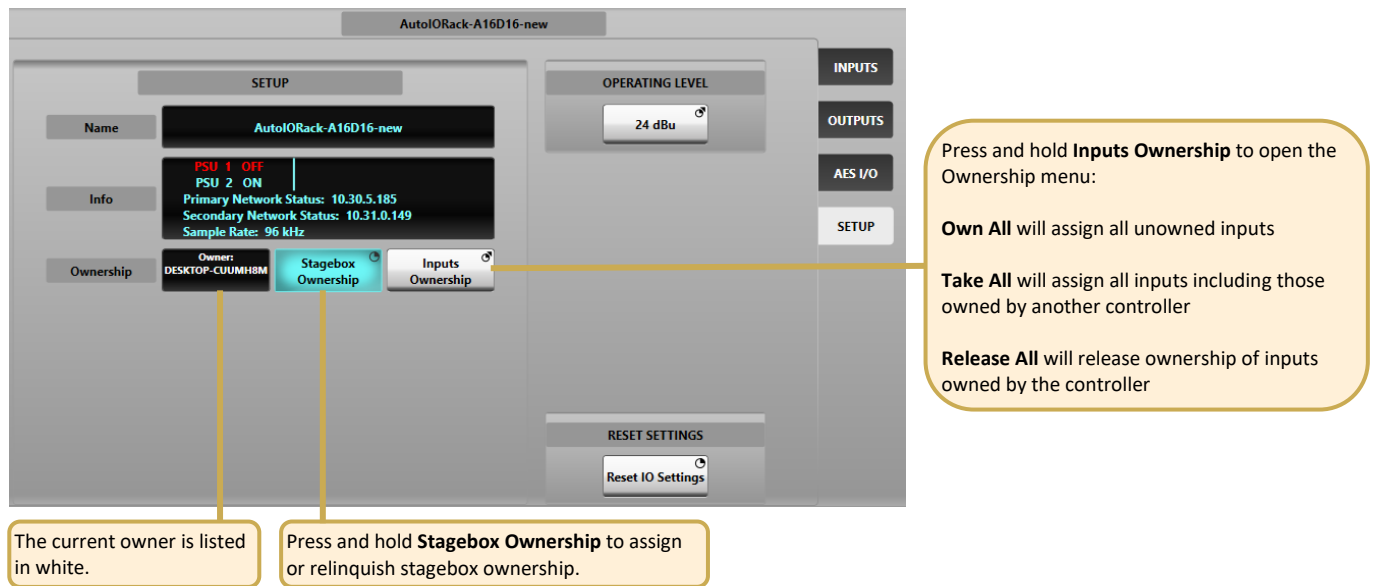 AutoIORack-A16D16-new
SETUP
Name
AutoIORack-A16D16-new
Info
PSU 1 OFF
PSU 2 ON
Primary Network Status: 10.30.5.185
Secondary Network Status: 10.31.0.149
Sample Rate: 96 kHz
Ownership
Owner:
DESKTOP-CUUMH8M
Stagebox
Ownership
Inputs
Ownership
OPERATING LEVEL
24 dBu
RESET SETTINGS
Reset IO Settings
INPUTS
OUTPUTS
AES I/O
SETUP
Press and hold Inputs Ownership to open the
Ownership menu:
Own All will assign all unowned inputs
Take All will assign all inputs including those
owned by another controller
Release All will release ownership of inputs
owned by the controller
The current owner is listed
in white.
Press and hold Stagebox Ownership to assign
or relinquish stagebox ownership.